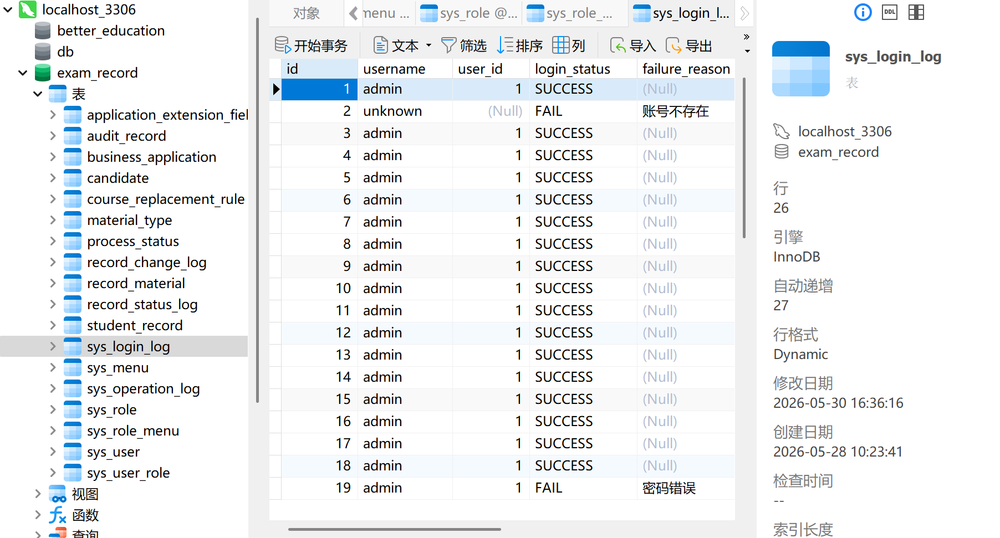 localhost_3306
better_education
db
exam_record
表
application_extension_fiel
audit_record
business_application
candidate
course_replacement_rule
material_type
process_status
record_change_log
record_material
record_status_log
student_record
sys_login_log
sys_menu
sys_operation_log
sys_role
sys_role_menu
sys_user
sys_user_role
视图
函数
查询
对象 menu ... sys_role @... sys_role_... sys_login_l...
开始事务 文本 筛选 排序 列 导入 导出
id username user_id login_status failure_reason
1 admin 1 SUCCESS (Null)
2 unknown (Null) FAIL 账号不存在
3 admin 1 SUCCESS (Null)
4 admin 1 SUCCESS (Null)
5 admin 1 SUCCESS (Null)
6 admin 1 SUCCESS (Null)
7 admin 1 SUCCESS (Null)
8 admin 1 SUCCESS (Null)
9 admin 1 SUCCESS (Null)
10 admin 1 SUCCESS (Null)
11 admin 1 SUCCESS (Null)
12 admin 1 SUCCESS (Null)
13 admin 1 SUCCESS (Null)
14 admin 1 SUCCESS (Null)
15 admin 1 SUCCESS (Null)
16 admin 1 SUCCESS (Null)
17 admin 1 SUCCESS (Null)
18 admin 1 SUCCESS (Null)
19 admin 1 FAIL 密码错误
DDL
sys_login_log
表
localhost_3306
exam_record
行
26
引擎
InnoDB
自动递增
27
行格式
Dynamic
修改日期
2026-05-30 16:36:16
创建日期
2026-05-28 10:23:41
检查时间
--
索引长度